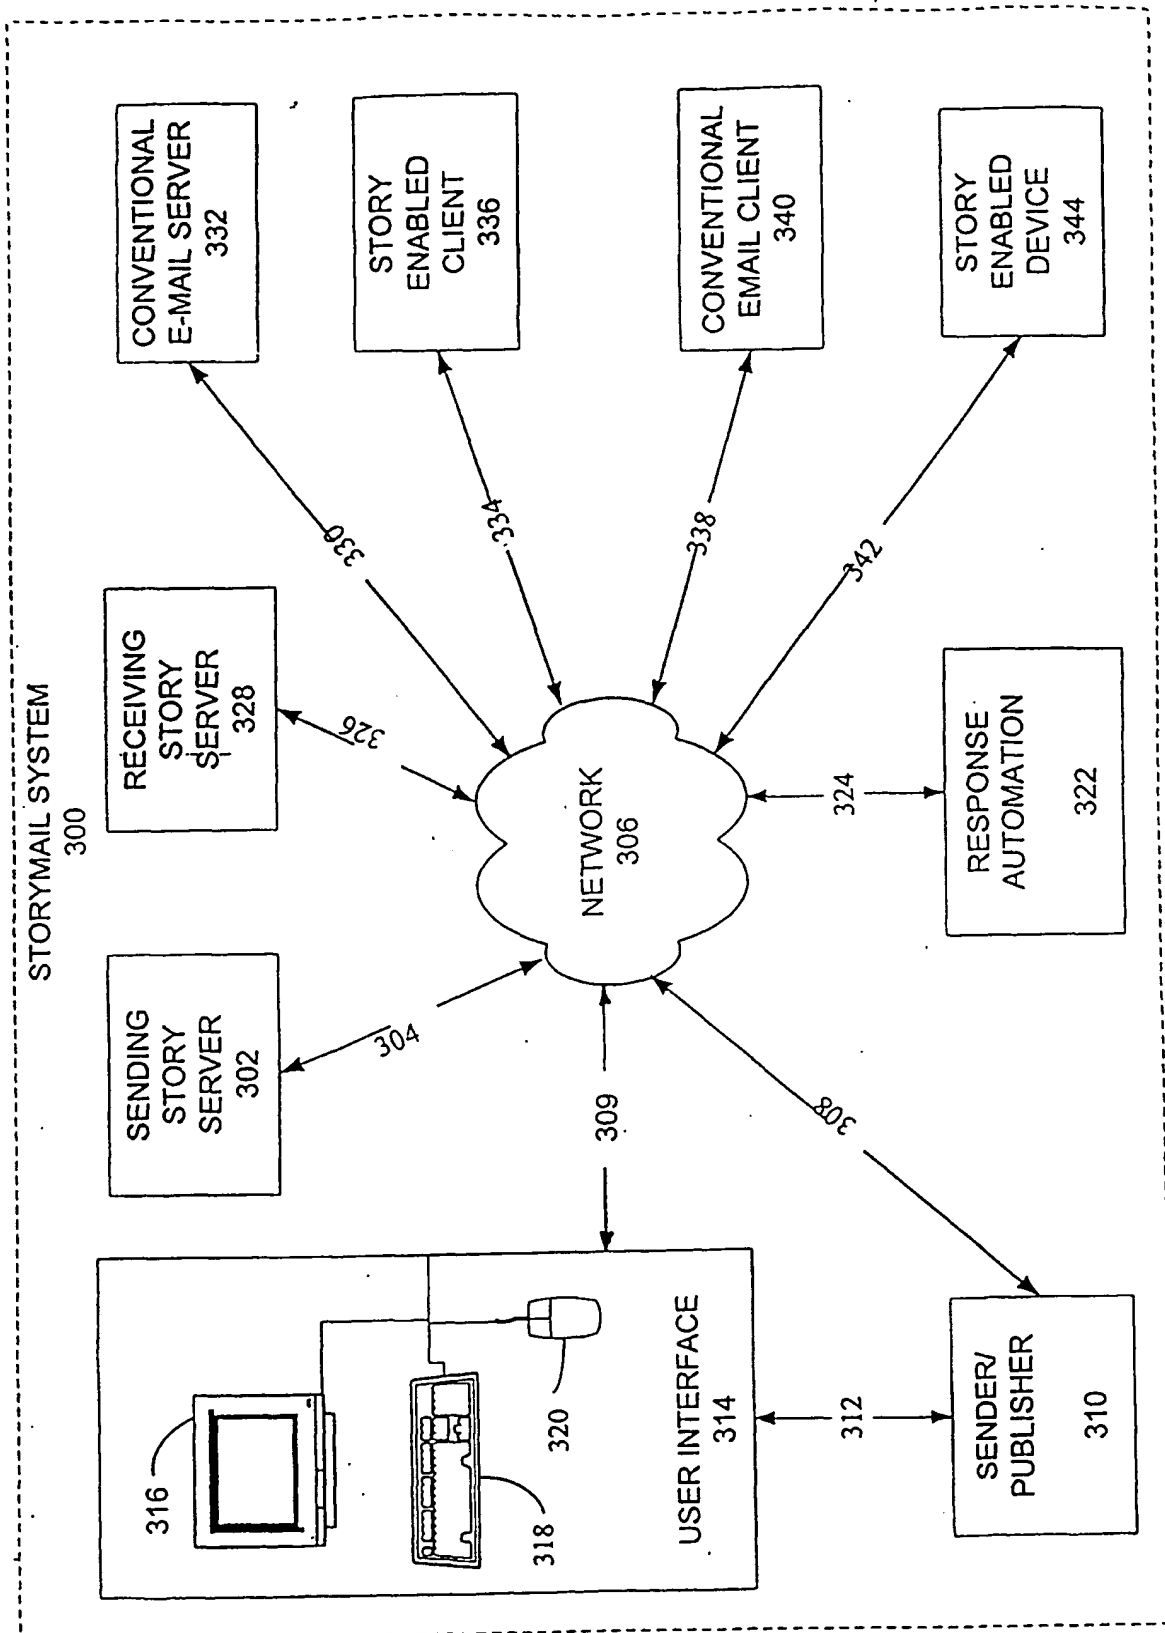 STORYMAIL SYSTEM
300
SENDING
STORY
SERVER
302
RECEIVING
STORY
SERVER
328
CONVENTIONAL
E-MAIL SERVER
332
STORY
ENABLED
CLIENT
336
CONVENTIONAL
EMAIL CLIENT
340
STORY
ENABLED
DEVICE
344
304
326
330
334
338
342
NETWORK
306
309
308
324
RESPONSE
AUTOMATION
322
316
318
320
USER INTERFACE
314
312
SENDER/
PUBLISHER
310